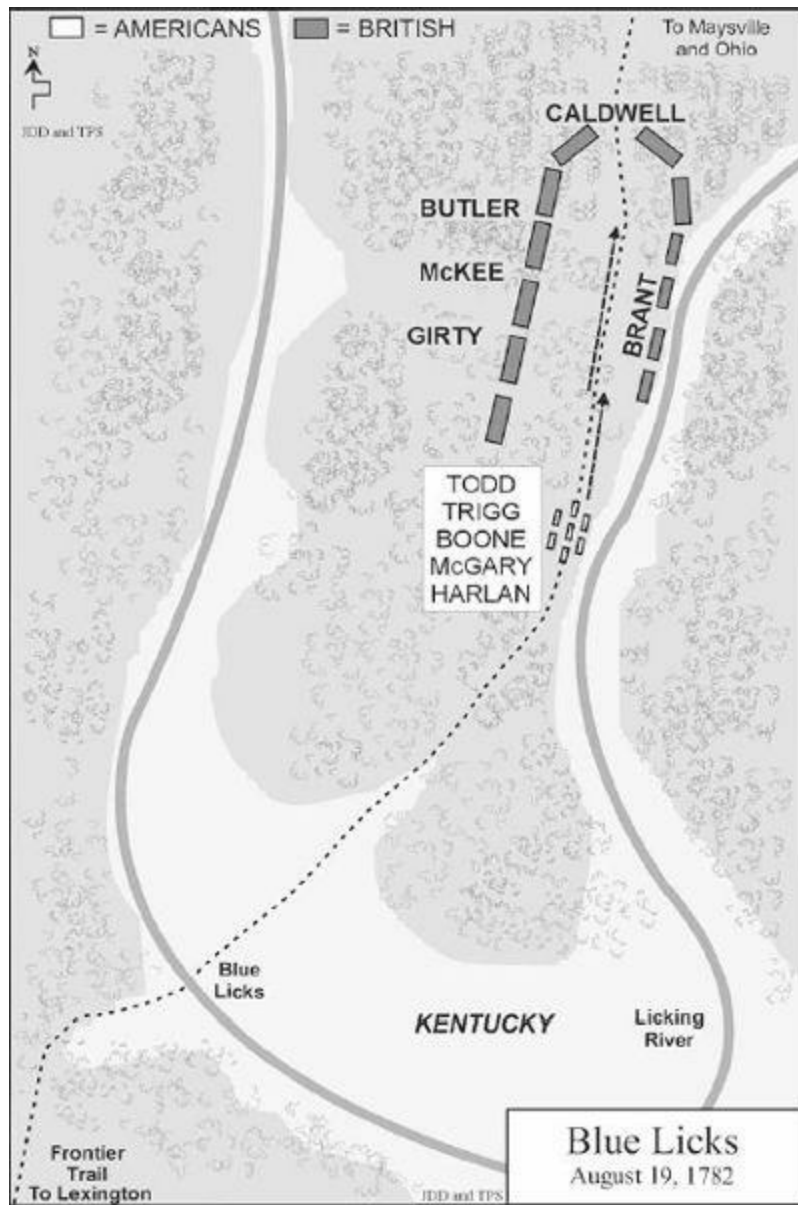 = AMERICANS
= BRITISH
To Maysville
and Ohio
N
JDD and TPS
CALDWELL
BUTLER
McKEE
GIRTY
BRANT
TODD
TRIGG
BOONE
McGARY
HARLAN
Blue
Licks
KENTUCKY
Licking
River
Frontier
Trail
To Lexington
Blue Licks
August 19, 1782
JDD and TPS